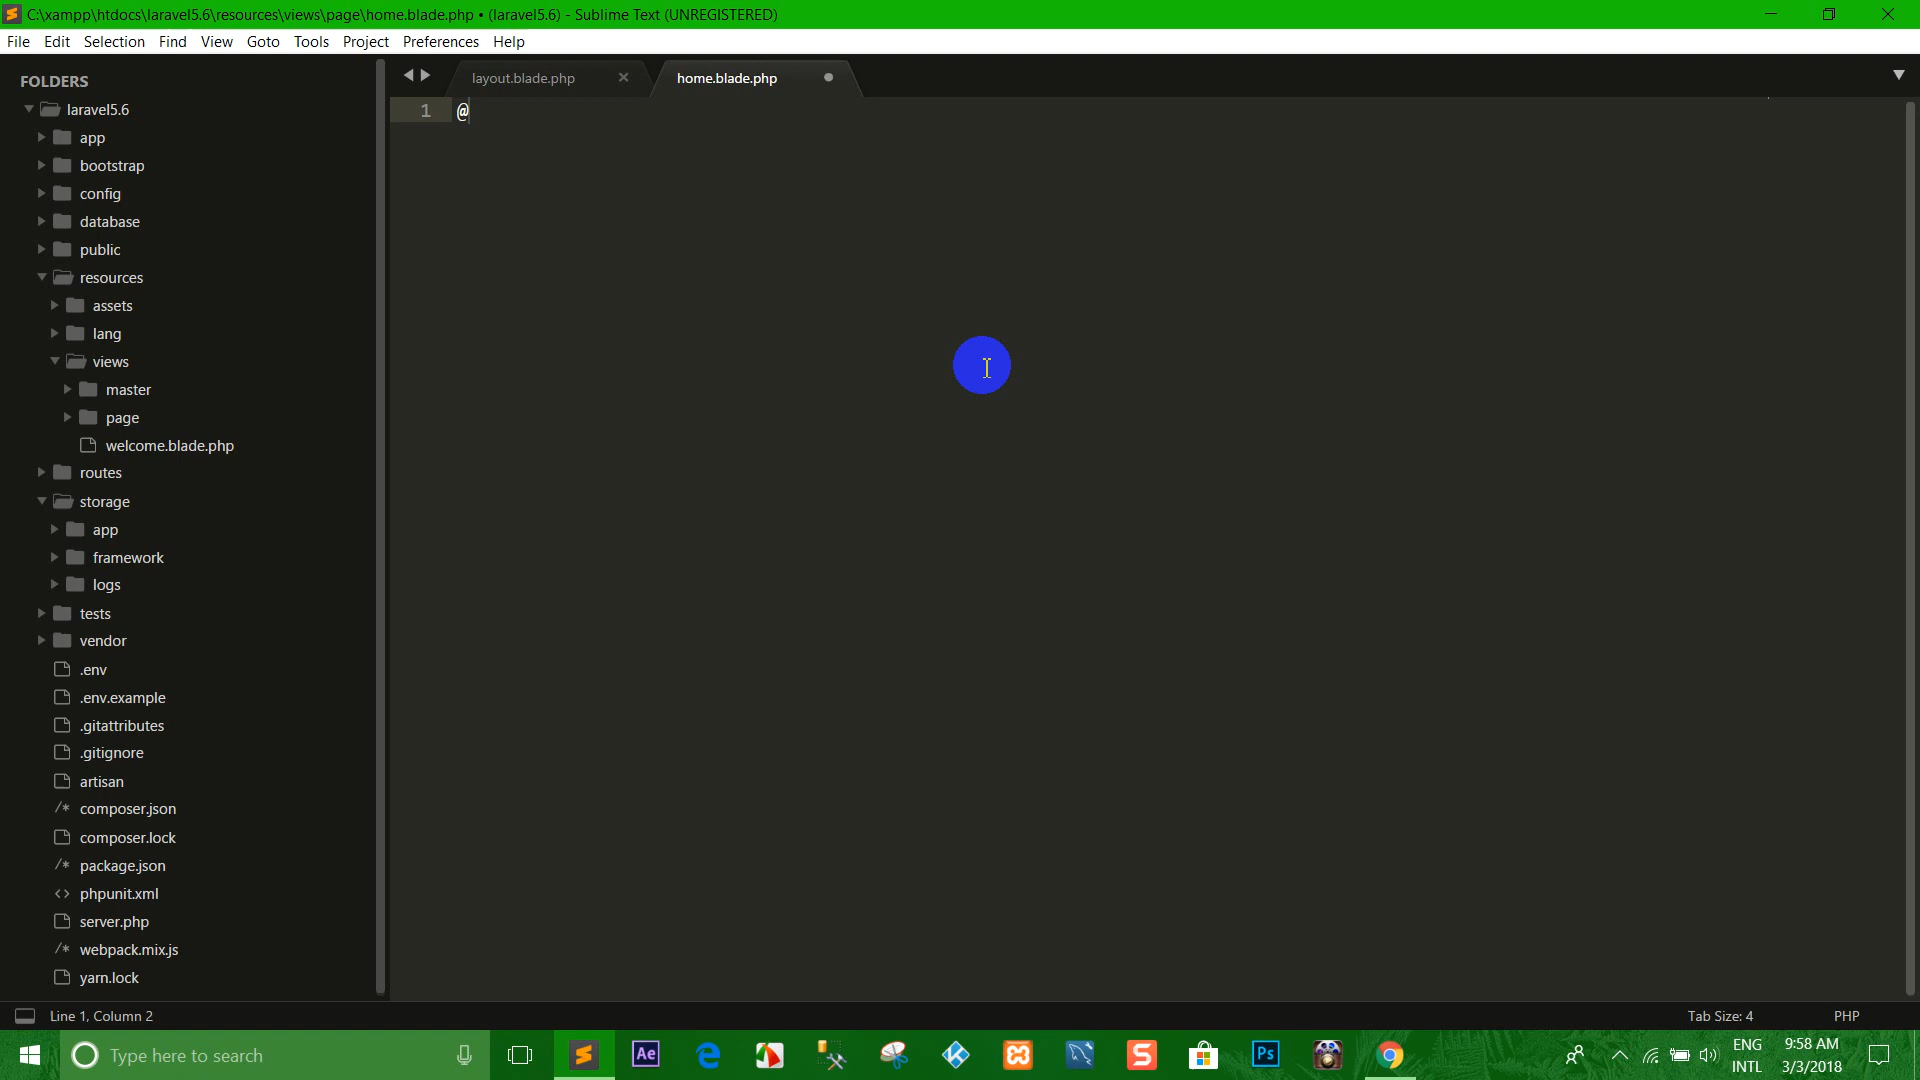 C:\xampp\htdocs\laravel5.6\resources\views\page\home.blade.php • (laravel5.6) - Sublime Text (UNREGISTERED)
File Edit Selection Find View Goto Tools Project Preferences Help
FOLDERS
laravel5.6
app
bootstrap
config
database
public
resources
assets
lang
views
master
page
welcome.blade.php
routes
storage
app
framework
logs
tests
vendor
.env
.env.example
.gitattributes
.gitignore
artisan
/* composer.json
composer.lock
/* package.json
<> phpunit.xml
server.php
/* webpack.mix.js
yarn.lock
layout.blade.php × home.blade.php
1 @
Line 1, Column 2
Tab Size: 4 PHP
Type here to search
Ae
Ps
ENG
INTL
9:58 AM
3/3/2018